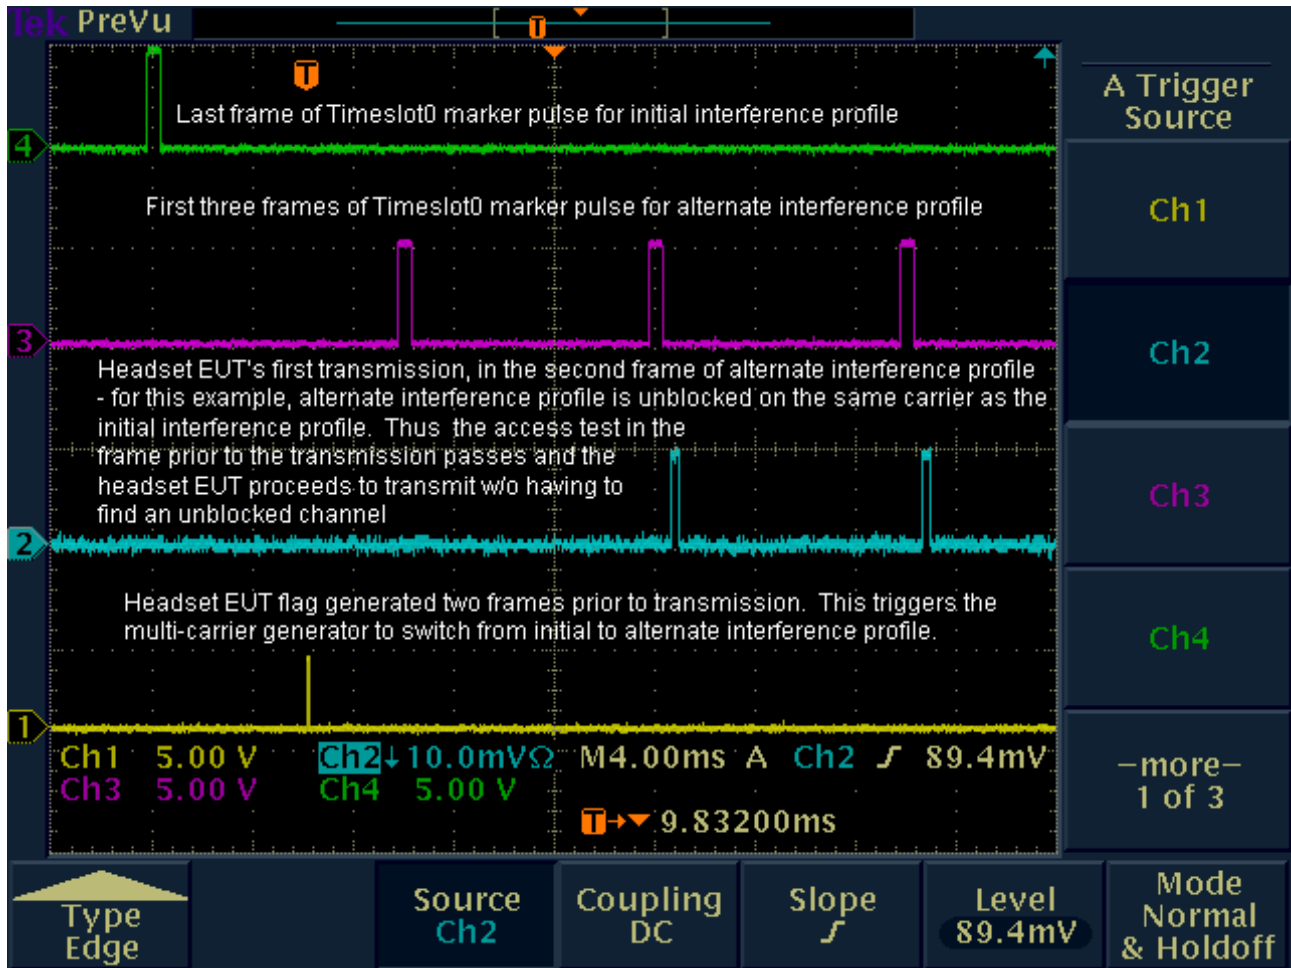 Tek PreVu
T
T
Last frame of Timeslot0 marker pulse for initial interference profile
4
First three frames of Timeslot0 marker pulse for alternate interference profile
3
Headset EUT's first transmission, in the second frame of alternate interference profile
- for this example, alternate interference profile is unblocked on the same carrier as the
initial interference profile.  Thus  the access test in the
frame prior to the transmission passes and the
headset EUT proceeds to transmit w/o having to
find an unblocked channel
2
Headset EUT flag generated two frames prior to transmission.  This triggers the
multi-carrier generator to switch from initial to alternate interference profile.
1
Ch1 5.00 V Ch2↓10.0mVΩ M4.00ms A Ch2 ƒ 89.4mV
Ch3 5.00 V Ch4 5.00 V
T→▼ 9.83200ms
A Trigger
Source
Ch1
Ch2
Ch3
Ch4
–more–
1 of 3
Type
Edge
Source
Ch2
Coupling
DC
Slope
ƒ
Level
89.4mV
Mode
Normal
& Holdoff